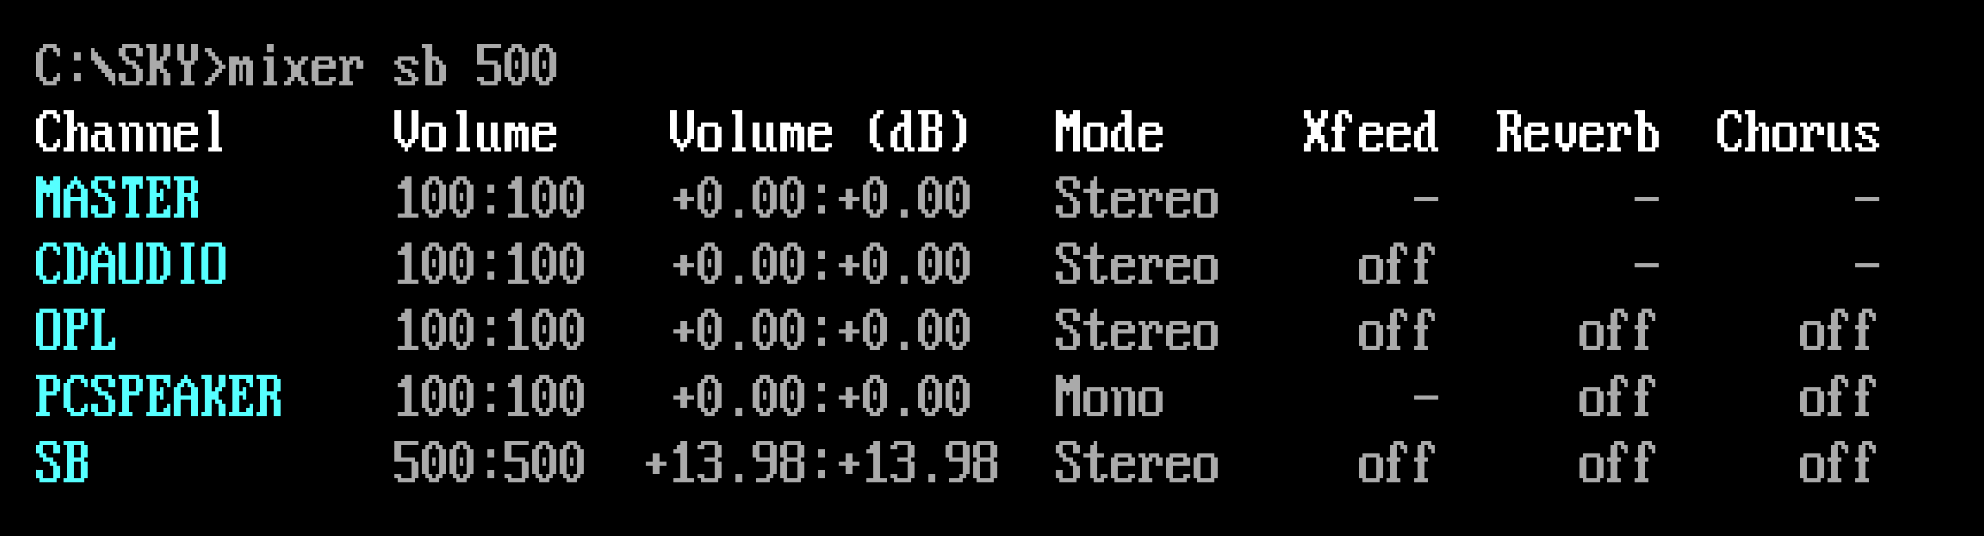 C:\SKY>mixer sb 500
Channel Volume Volume (dB) Mode Xfeed Reverb Chorus
MASTER 100:100 +0.00:+0.00 Stereo - - -
CDAUDIO 100:100 +0.00:+0.00 Stereo off - -
OPL 100:100 +0.00:+0.00 Stereo off off off
PCSPEAKER 100:100 +0.00:+0.00 Mono - off off
SB 500:500 +13.98:+13.98 Stereo off off off